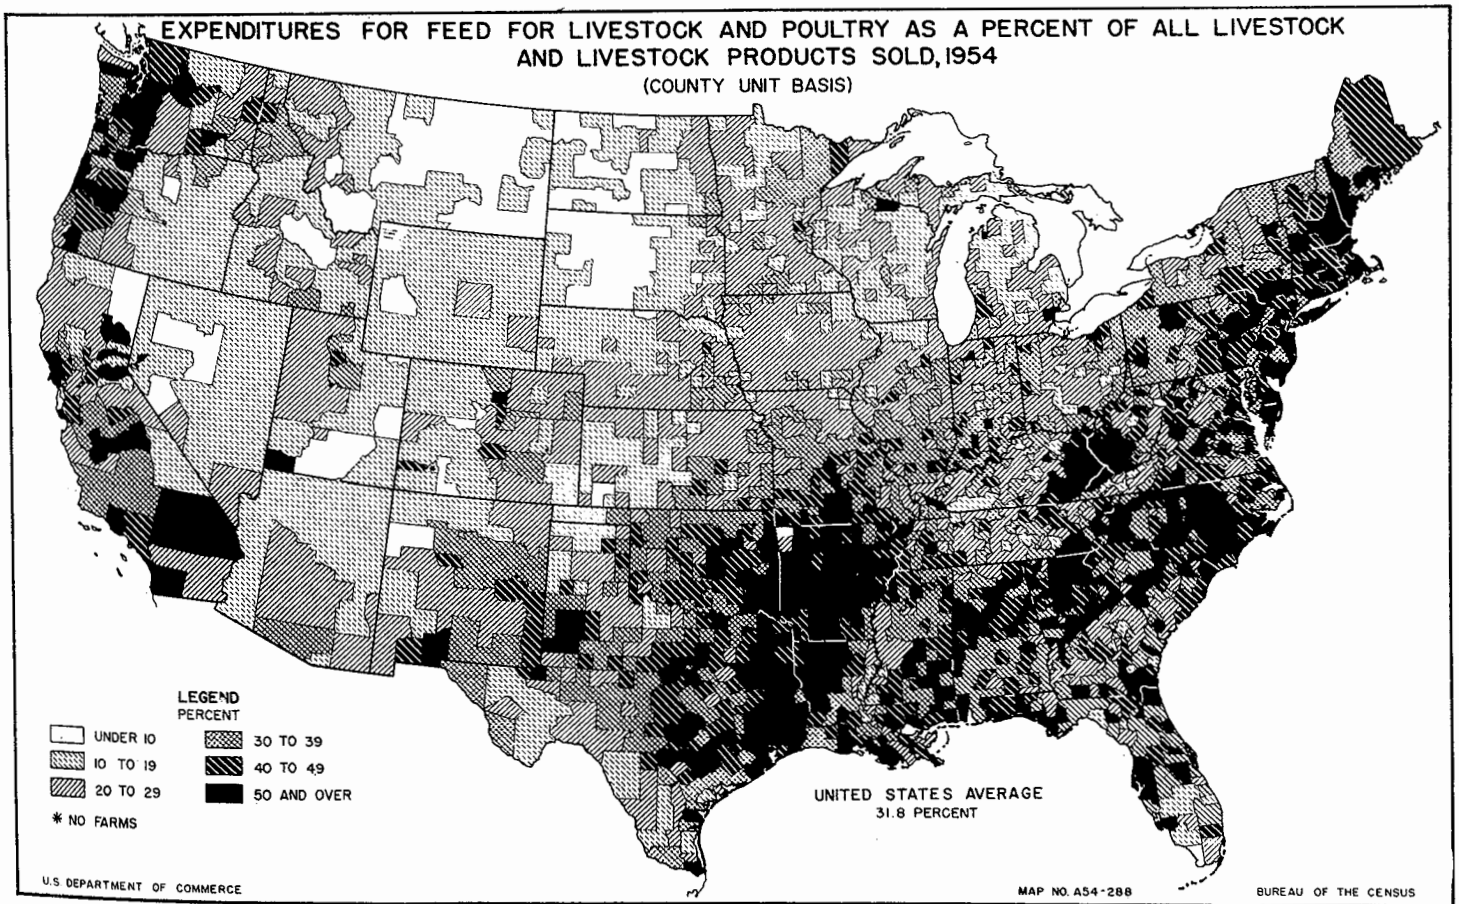 EXPENDITURES FOR FEED FOR LIVESTOCK AND POULTRY AS A PERCENT OF ALL LIVESTOCK
AND LIVESTOCK PRODUCTS SOLD, 1954
(COUNTY UNIT BASIS)
LEGEND
PERCENT
UNDER 10
10 TO 19
20 TO 29
* NO FARMS
30 TO 39
40 TO 49
50 AND OVER
UNITED STATES AVERAGE
31.8 PERCENT
U.S. DEPARTMENT OF COMMERCE
MAP NO. A54-288
BUREAU OF THE CENSUS